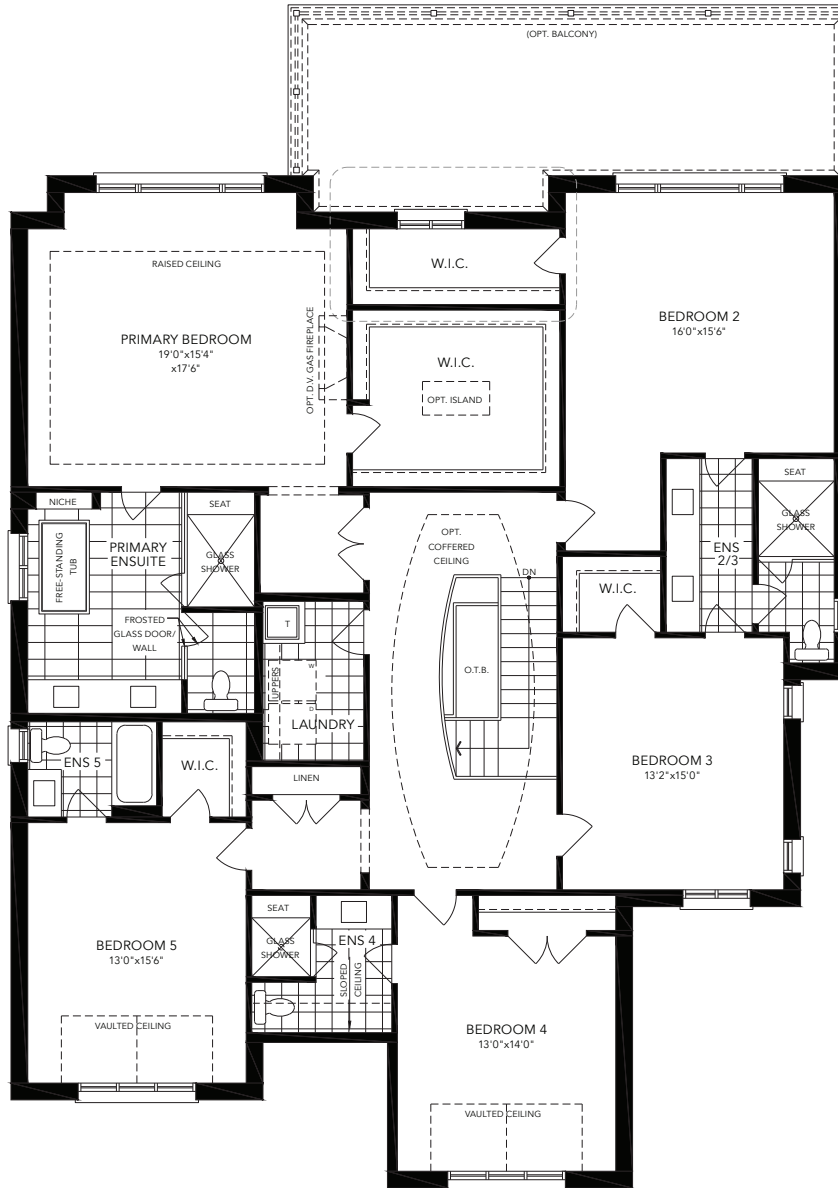 (OPT. BALCONY)
RAISED CEILING
PRIMARY BEDROOM
19'0"x15'4"
x17'6"
OPT. D.V. GAS FIREPLACE
W.I.C.
W.I.C.
OPT. ISLAND
BEDROOM 2
16'0"x15'6"
NICHE
FREE-STANDING
TUB
PRIMARY
ENSUITE
SEAT
GLASS
SHOWER
FROSTED
GLASS DOOR/
WALL
OPT.
COFFERED
CEILING
DN
O.T.B.
W.I.C.
ENS
2/3
SEAT
GLASS
SHOWER
T
UPPERS
W
D
LAUNDRY
LINEN
BEDROOM 3
13'2"x15'0"
ENS 5
W.I.C.
BEDROOM 5
13'0"x15'6"
VAULTED CEILING
SEAT
GLASS
SHOWER
ENS 4
SLOPED
CEILING
BEDROOM 4
13'0"x14'0"
VAULTED CEILING